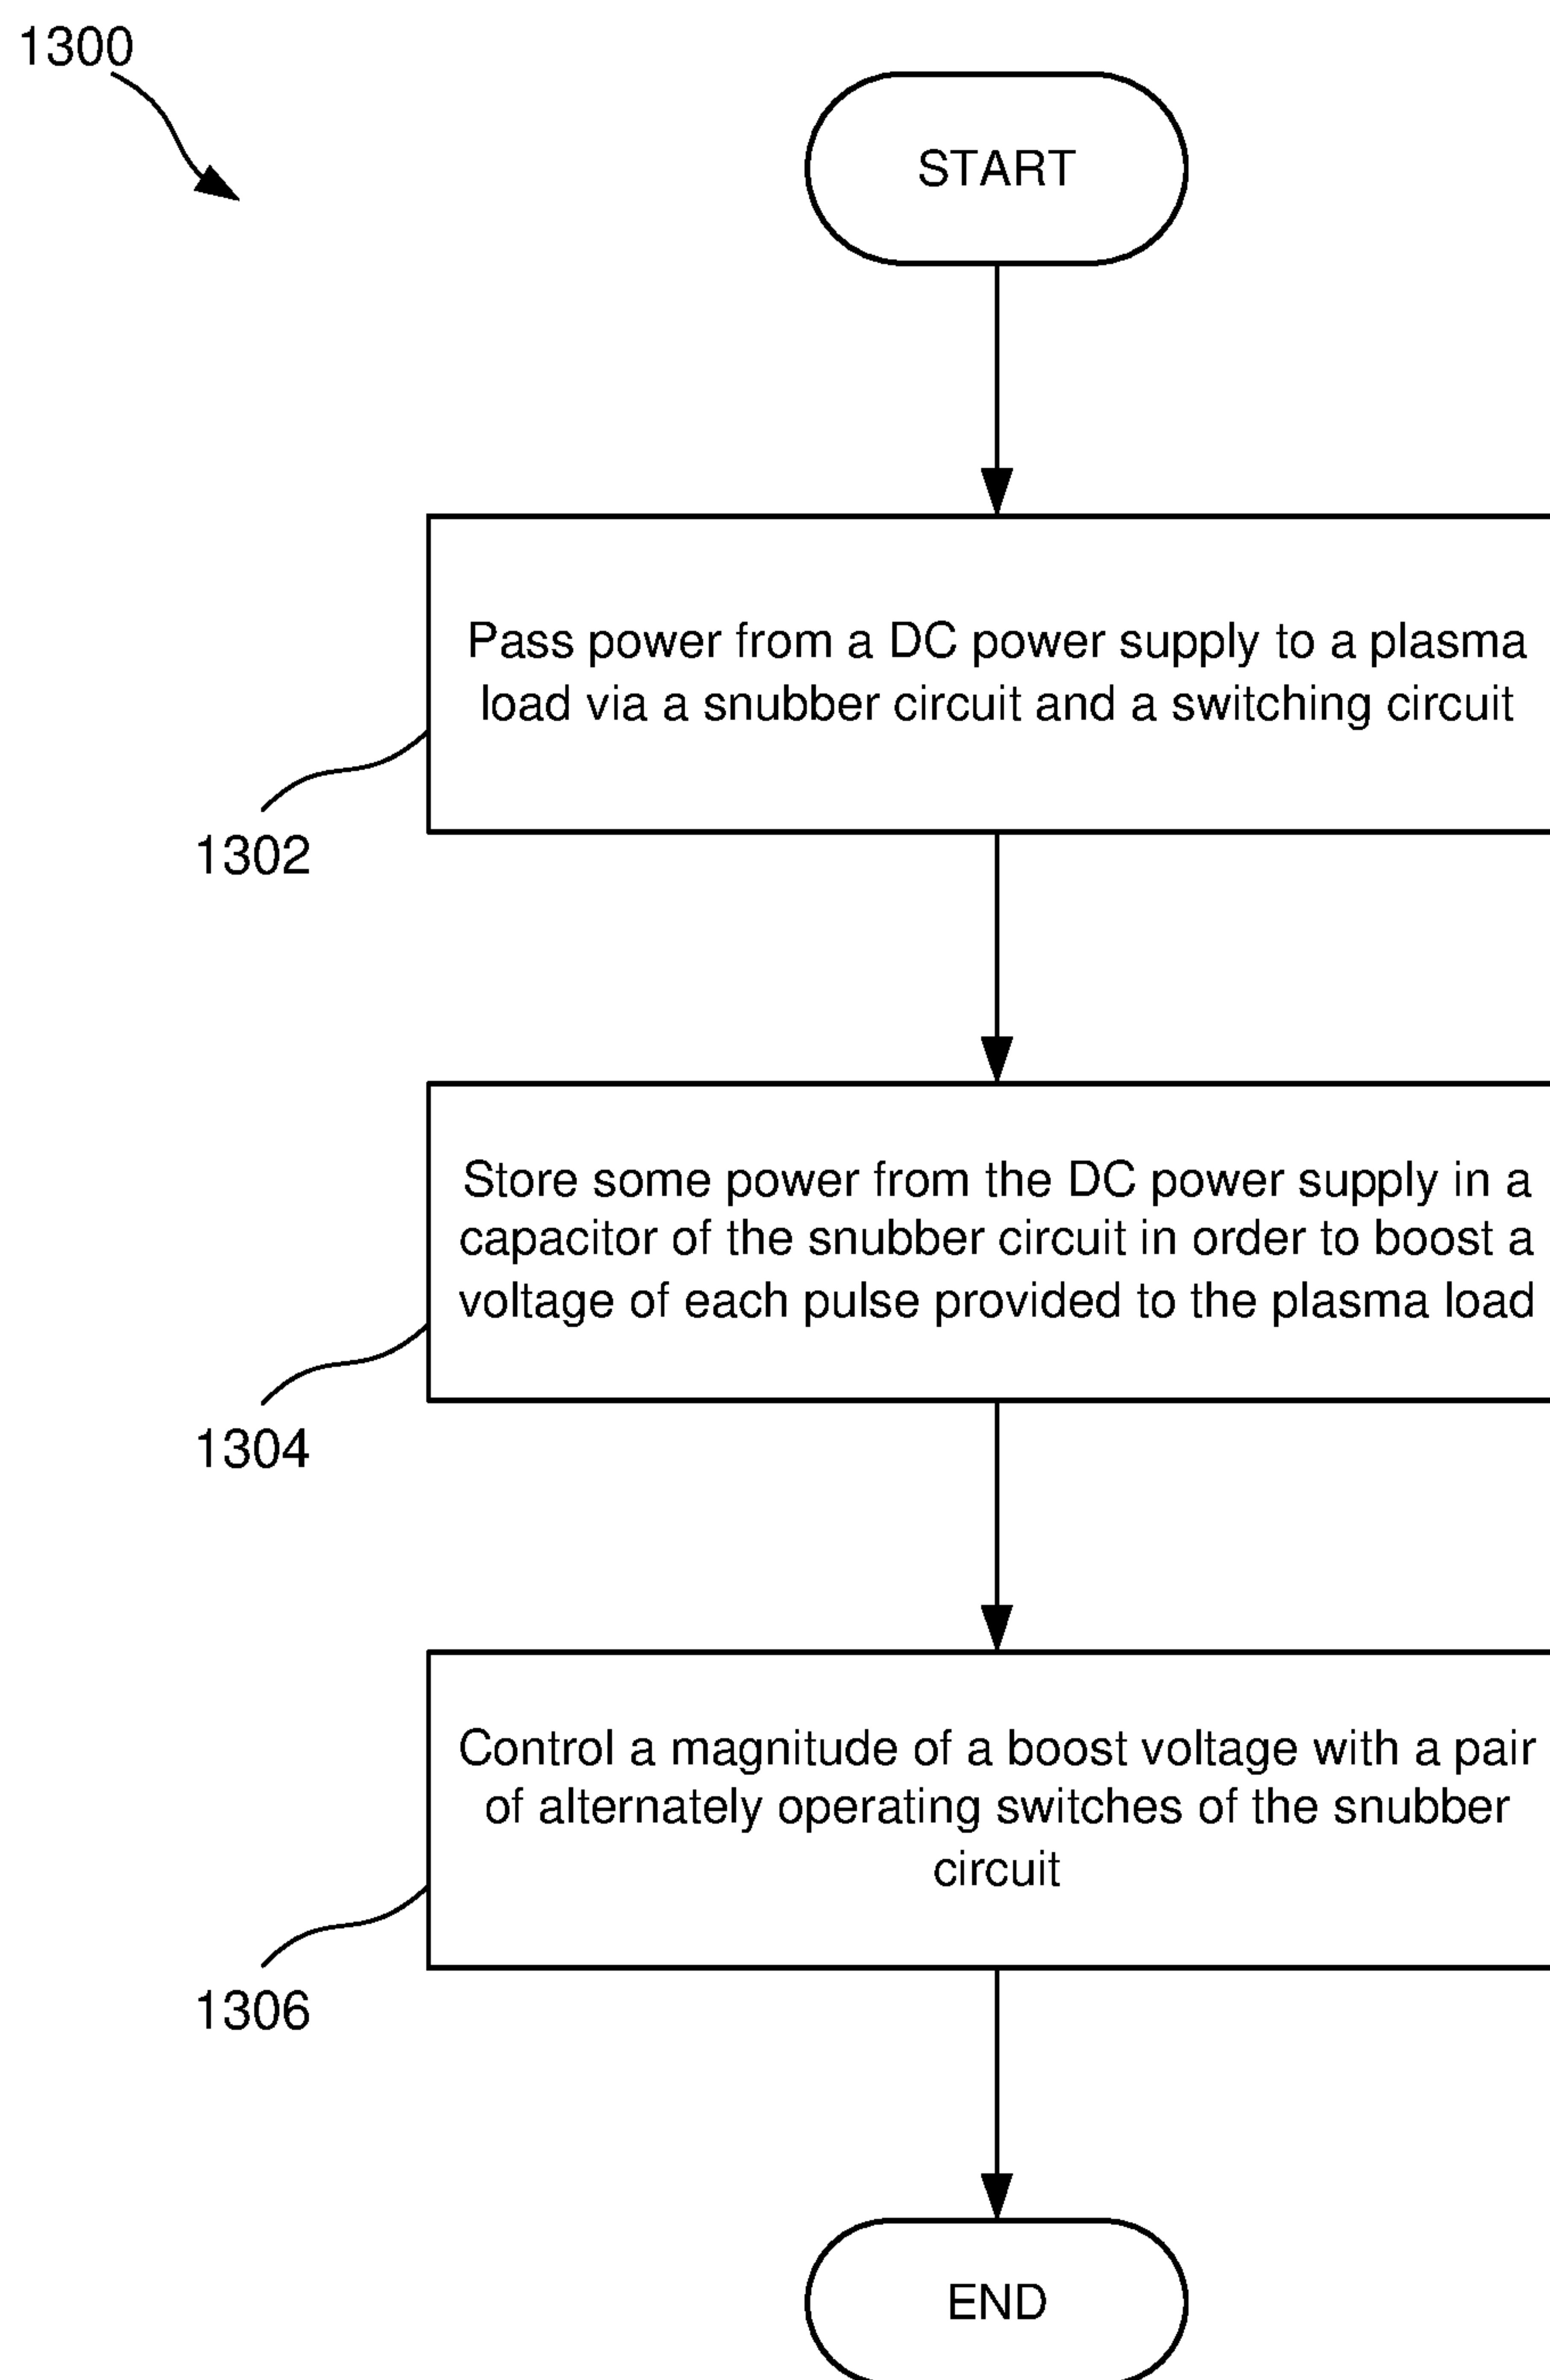 1300
START
Pass power from a DC power supply to a plasma
load via a snubber circuit and a switching circuit
1302
Store some power from the DC power supply in a
capacitor of the snubber circuit in order to boost a
voltage of each pulse provided to the plasma load
1304
Control a magnitude of a boost voltage with a pair
of alternately operating switches of the snubber
circuit
1306
END